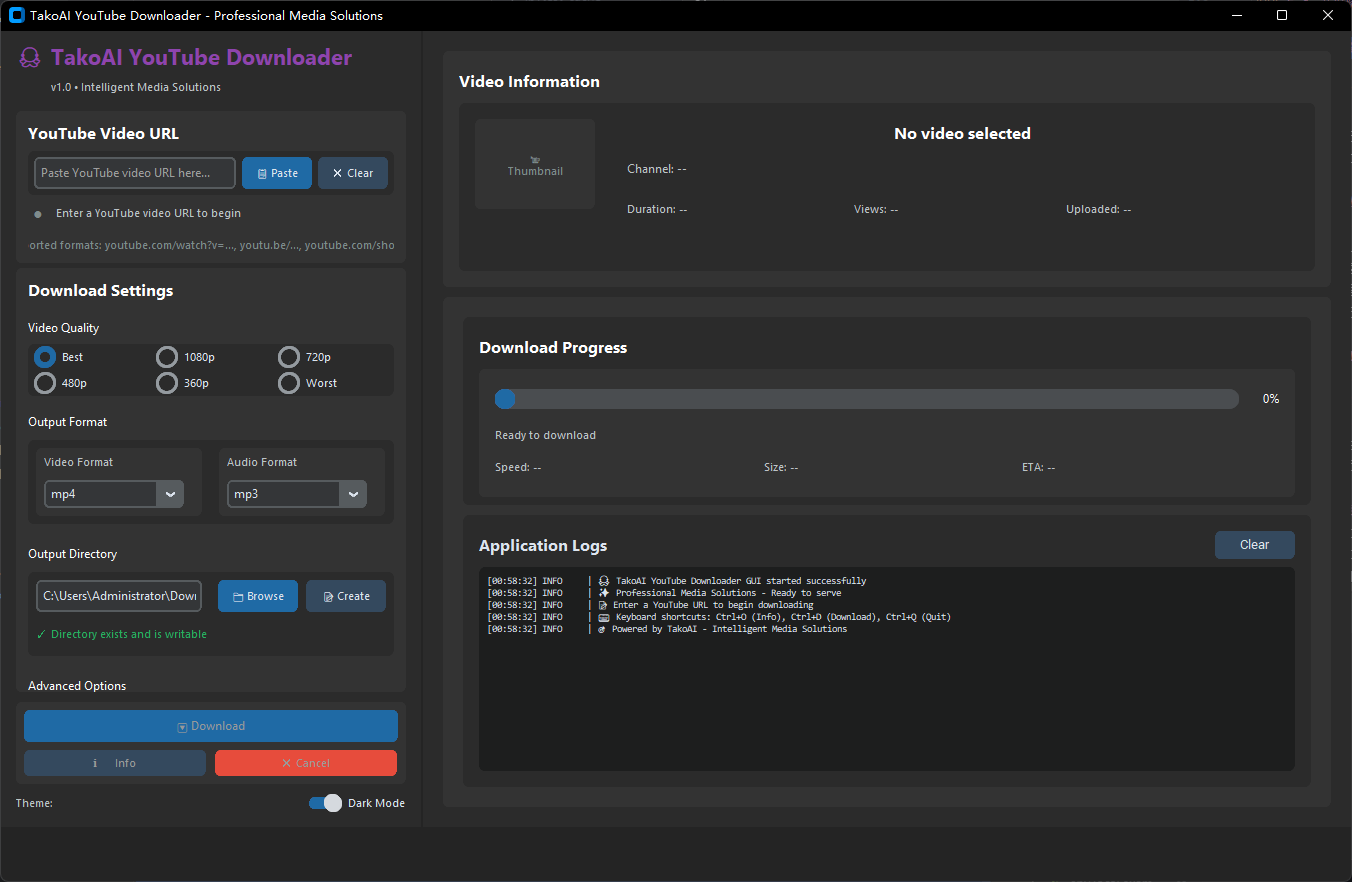 TakoAI YouTube Downloader - Professional Media Solutions
TakoAI YouTube Downloader
v1.0 • Intelligent Media Solutions
YouTube Video URL
Paste YouTube video URL here...
Paste
Clear
Enter a YouTube video URL to begin
orted formats: youtube.com/watch?v=..., youtu.be/..., youtube.com/sho
Download Settings
Video Quality
Best
1080p
720p
480p
360p
Worst
Output Format
Video Format
Audio Format
mp4
mp3
Output Directory
C:\Users\Administrator\Dow
Browse
Create
✓ Directory exists and is writable
Advanced Options
Download
Info
Cancel
Theme:
Dark Mode
Video Information
Thumbnail
No video selected
Channel: --
Duration: --
Views: --
Uploaded: --
Download Progress
0%
Ready to download
Speed: --
Size: --
ETA: --
Application Logs
Clear
[00:58:32] INFO | 🐙 TakoAI YouTube Downloader GUI started successfully
[00:58:32] INFO | ✨ Professional Media Solutions - Ready to serve
[00:58:32] INFO | 📝 Enter a YouTube URL to begin downloading
[00:58:32] INFO | ⌨ Keyboard shortcuts: Ctrl+O (Info), Ctrl+D (Download), Ctrl+Q (Quit)
[00:58:32] INFO | Powered by TakoAI - Intelligent Media Solutions